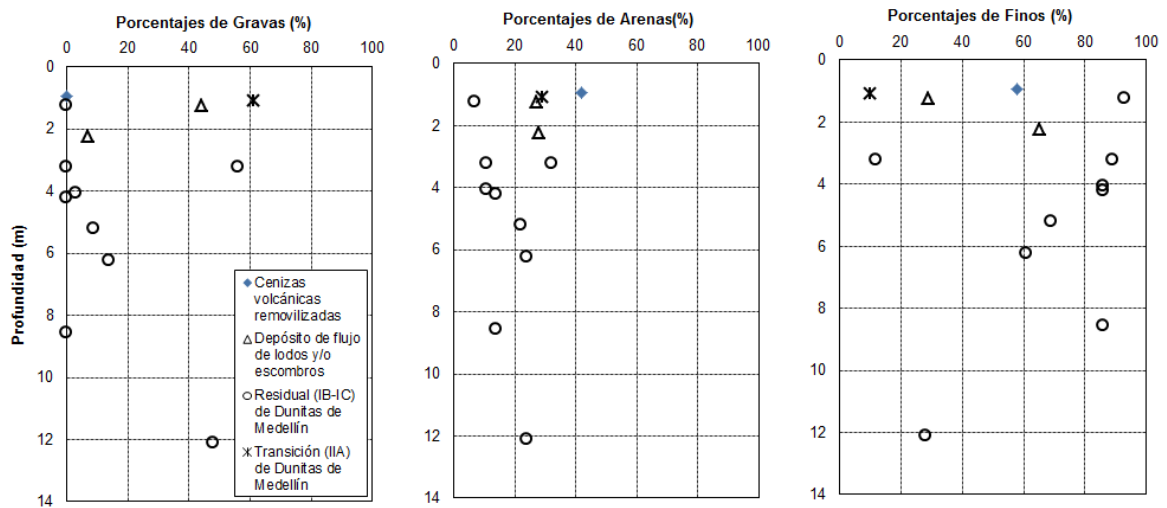 Porcentajes de Gravas (%)
0 20 40 60 80 100
0
2
4
6
8
10
12
14
Profundidad (m)
Cenizas
volcánicas
removilizadas
Depósito de flujo
de lodos y/o
escombros
Residual (IB-IC)
de Dunitas de
Medellín
Transición (IIA)
de Dunitas de
Medellín
Porcentajes de Arenas(%)
0 20 40 60 80 100
0
2
4
6
8
10
12
14
Porcentajes de Finos (%)
0 20 40 60 80 100
0
2
4
6
8
10
12
14